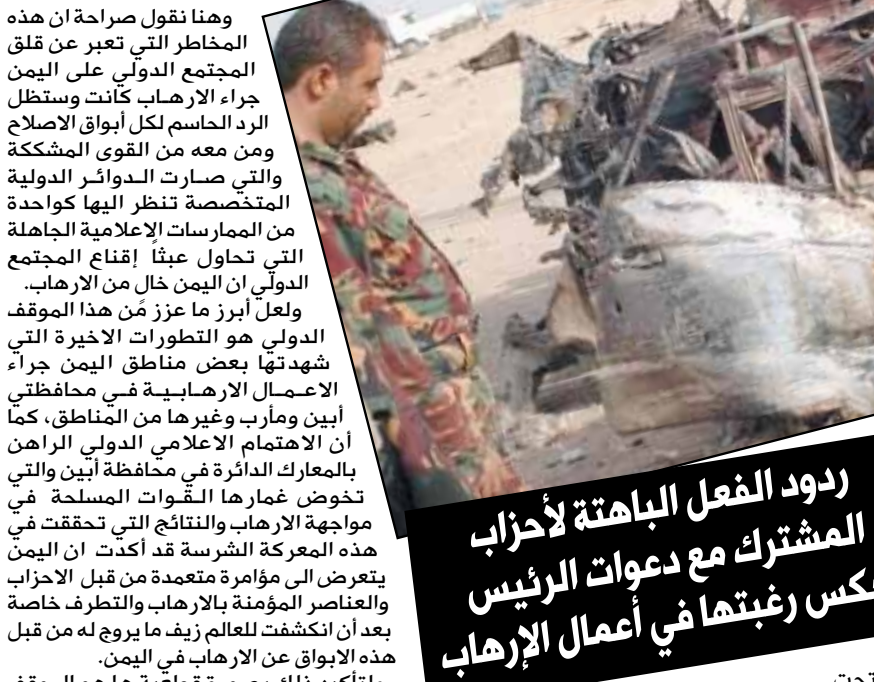 وهنا نقول صراحة ان هذه
المخاطر التي تعبر عن قلق
المجتمع الدولي على اليمن
جراء الارهاب كانت وستظل
الرد الحاسم لكل أبواق الاصلاح
ومن معه من القوى المشككة
والتي صارت الدوائر الدولية
المتخصصة تنظر اليها كواحدة
من الممارسات الإعلامية الجاهلة
التي تحاول عبثاً إقناع المجتمع
الدولي ان اليمن خال من الارهاب.
ولعل أبرز ما عزز من هذا الموقف
الدولي هو التطورات الاخيرة التي
شهدتها بعض مناطق اليمن جراء
الاعمال الارهابية في محافظتي
أبين ومأرب وغيرها من المناطق، كما
أن الاهتمام الاعلامي الدولي الراهن
بالمعارك الدائرة في محافظة أبين والتي
تخوض غمارها القوات المسلحة في
مواجهة الارهاب والنتائج التي تحققت في
هذه المعركة الشرسة قد أكدت ان اليمن
يتعرض الى مؤامرة متعمدة من قبل الاحزاب
والعناصر المؤمنة بالارهاب والتطرف خاصة
بعد أن انكشفت للعالم زيف ما يروج له من قبل
هذه الابواق عن الارهاب في اليمن.
ردود الفعل الباهتة لأحزاب
المشترك مع دعوات الرئيس
رغبتها في أعمال الإرهاب